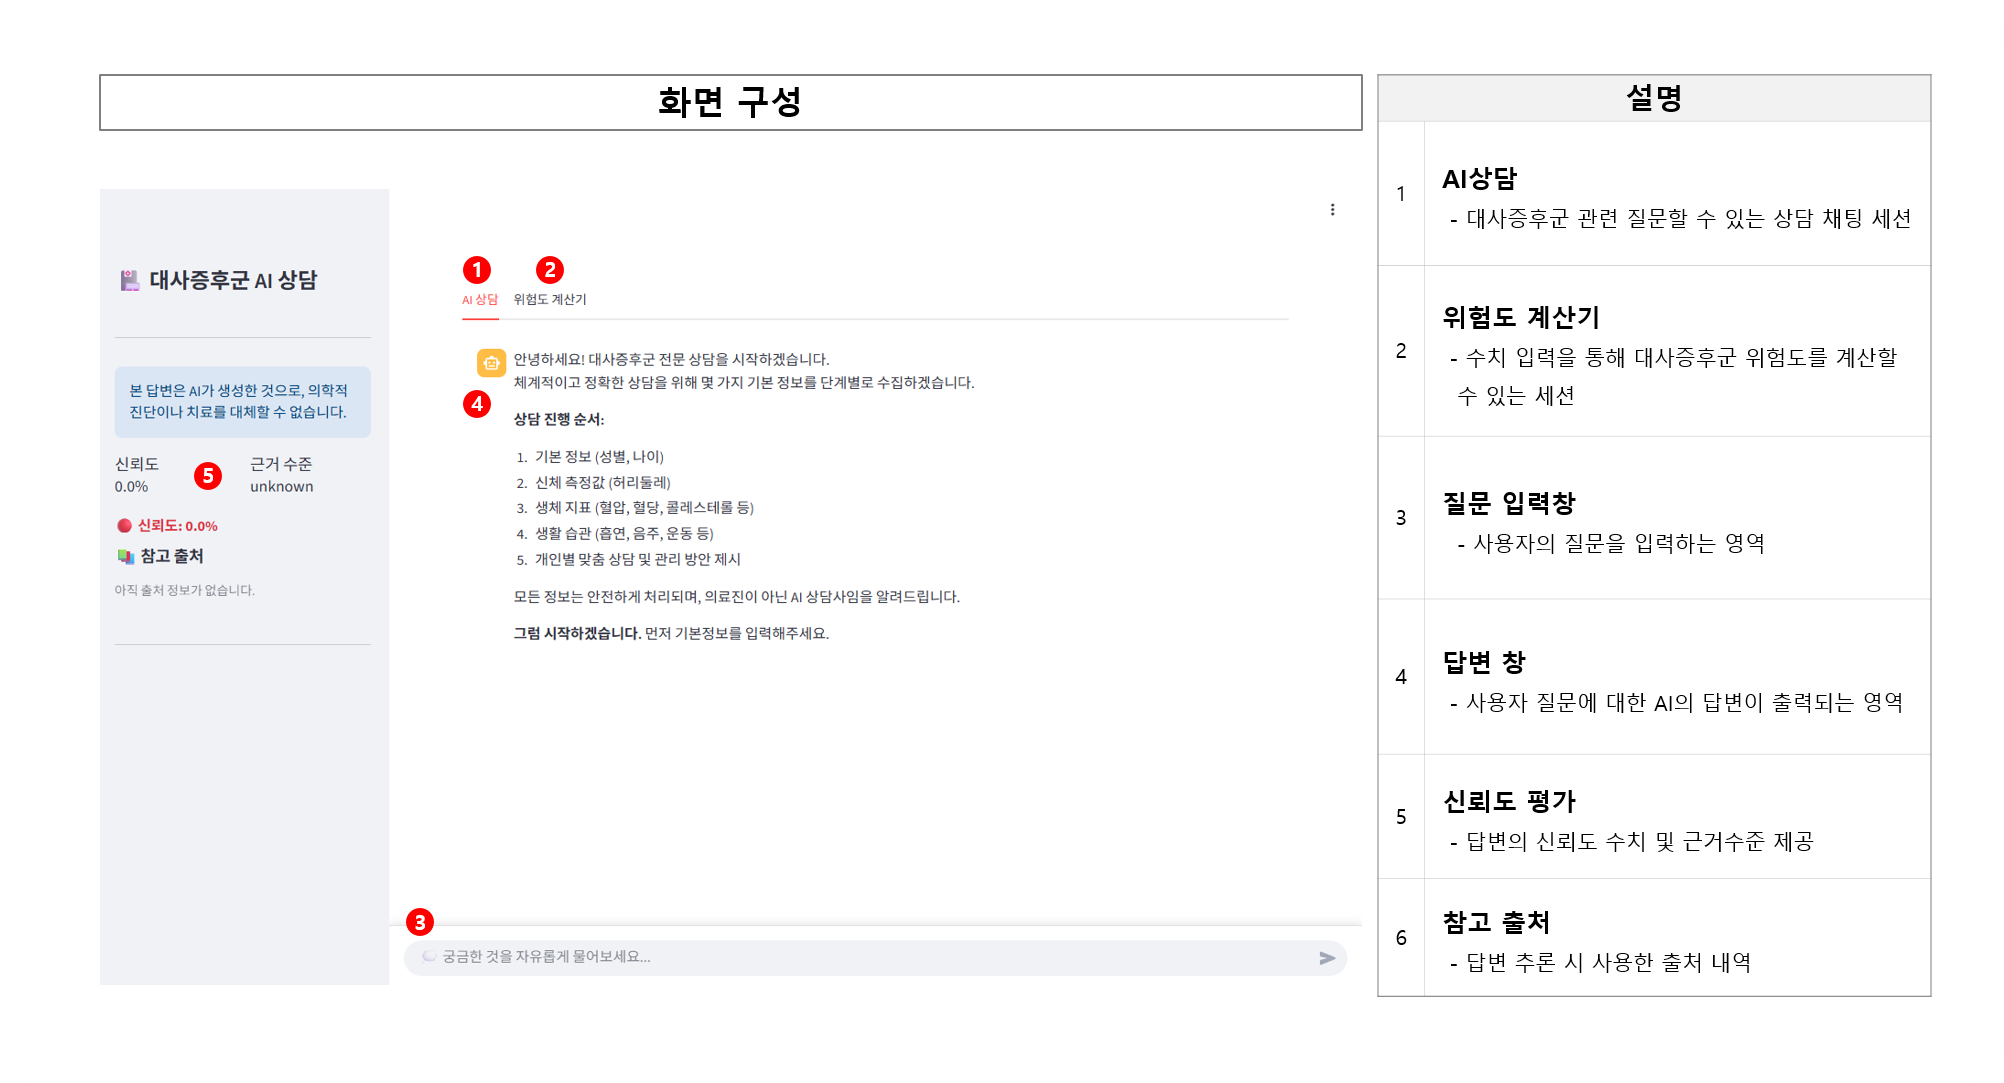 화면 구성
대사증후군 AI 상담
본 답변은 AI가 생성한 것으로, 의학적
진단이나 치료를 대체할 수 없습니다.
신뢰도
0.0%
5
근거 수준
unknown
신뢰도: 0.0%
참고 출처
아직 출처 정보가 없습니다.
1
2
AI 상담
위험도 계산기
안녕하세요! 대사증후군 전문 상담을 시작하겠습니다.
체계적이고 정확한 상담을 위해 몇 가지 기본 정보를 단계별로 수집하겠습니다.
4
상담 진행 순서:
1. 기본 정보 (성별, 나이)
2. 신체 측정값 (허리둘레)
3. 생체 지표 (혈압, 혈당, 콜레스테롤 등)
4. 생활 습관 (흡연, 음주, 운동 등)
5. 개인별 맞춤 상담 및 관리 방안 제시
모든 정보는 안전하게 처리되며, 의료진이 아닌 AI 상담사임을 알려드립니다.
그럼 시작하겠습니다. 먼저 기본정보를 입력해주세요.
3
궁금한 것을 자유롭게 물어보세요...
설명
1
AI상담
- 대사증후군 관련 질문할 수 있는 상담 채팅 세션
2
위험도 계산기
- 수치 입력을 통해 대사증후군 위험도를 계산할
수 있는 세션
3
질문 입력창
- 사용자의 질문을 입력하는 영역
4
답변 창
- 사용자 질문에 대한 AI의 답변이 출력되는 영역
5
신뢰도 평가
- 답변의 신뢰도 수치 및 근거수준 제공
6
참고 출처
- 답변 추론 시 사용한 출처 내역